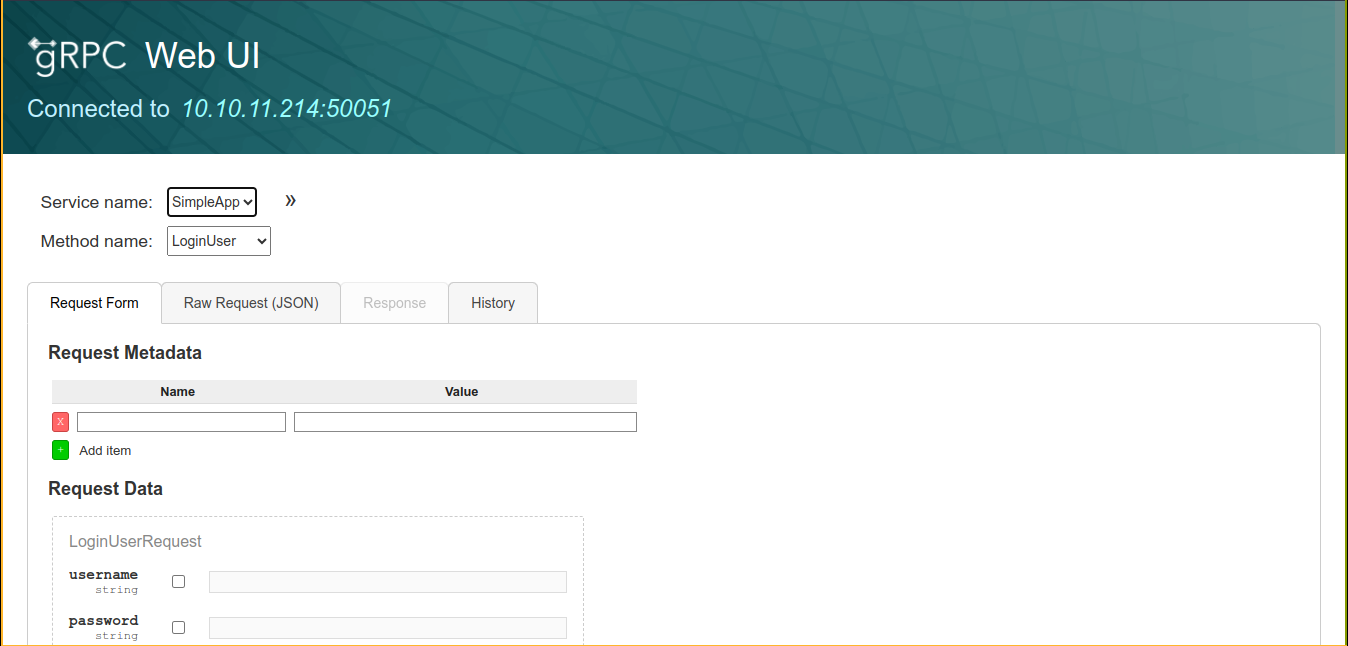 gRPC Web UI
Connected to 10.10.11.214:50051
Service name: SimpleApp »
Method name: LoginUser
Request Form Raw Request (JSON) Response History
Request Metadata
Name Value
X
+ Add item
Request Data
LoginUserRequest
username
string
password
string